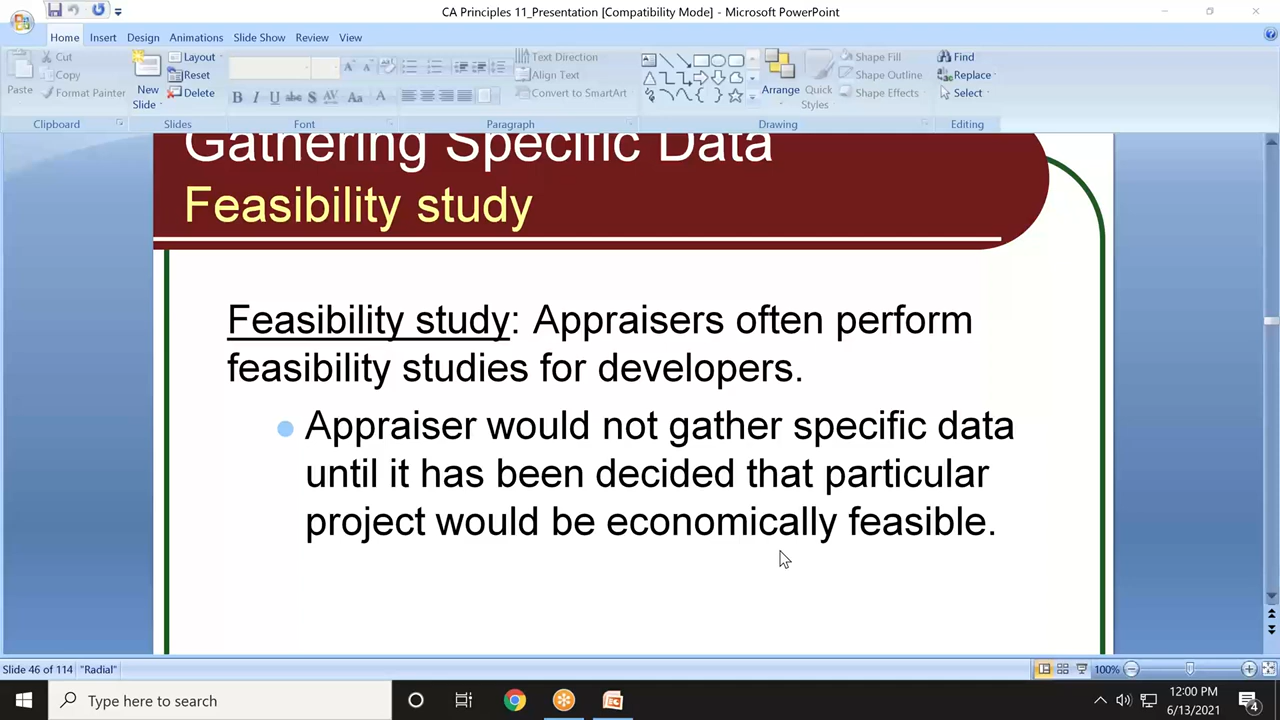 CA Principles 11_Presentation [Compatibility Mode] - Microsoft PowerPoint
Home Insert Design Animations Slide Show Review View
Paste
Cut
Copy
Format Painter
Clipboard
New
Slide
Layout
Reset
Delete
Slides
B I U abc S AV Aa A
Font
Text Direction
Align Text
Convert to SmartArt
Paragraph
Arrange
Quick
Styles
Shape Fill
Shape Outline
Shape Effects
Drawing
Find
Replace
Select
Editing
Gathering Specific Data
Feasibility study
Feasibility study: Appraisers often perform
feasibility studies for developers.
Appraiser would not gather specific data
until it has been decided that particular
project would be economically feasible.
Slide 46 of 114 "Radial" 100%
Type here to search
12:00 PM
6/13/2021
4